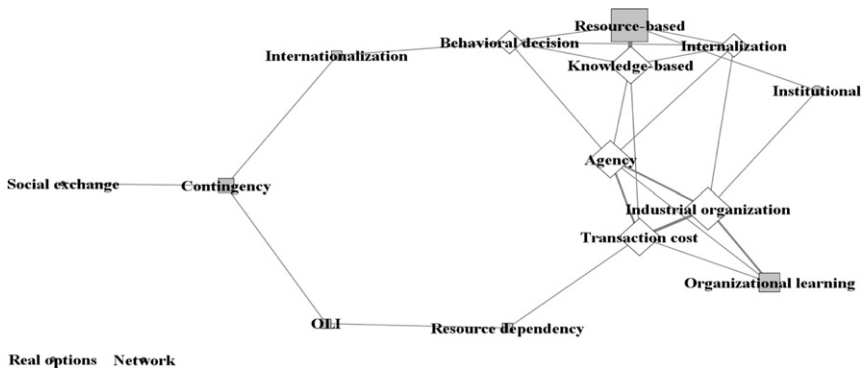 Resource-based
Behavioral decision
Internalization
Internationalization
Knowledge-based
Institutional
Agency
Social exchange
Contingency
Industrial organization
Transaction cost
Organizational learning
OLI
Resource dependency
Real options
Network